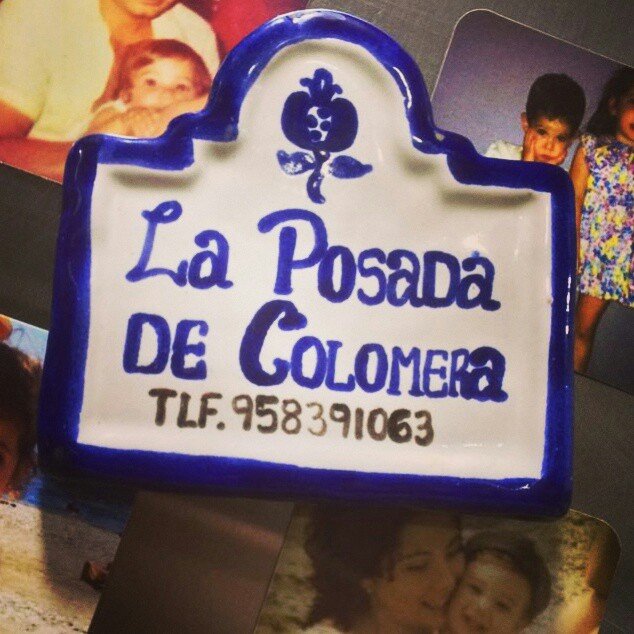 La Posada
DE Colomera
TLF. 958391063